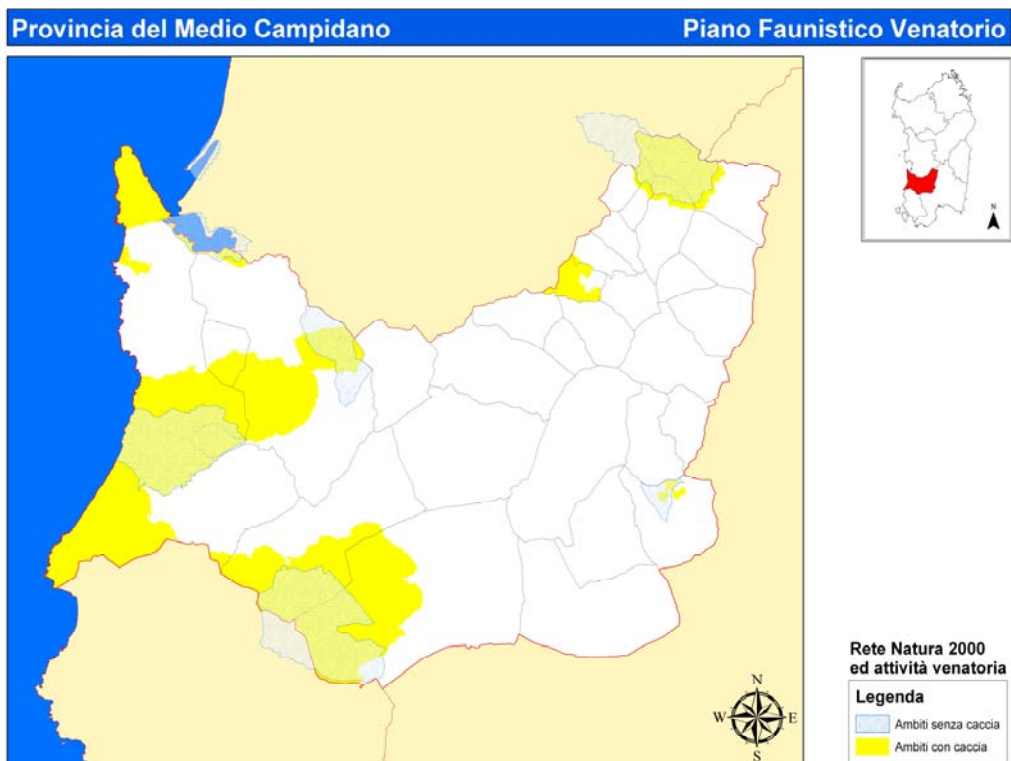 Provincia del Medio Campidano
Piano Faunistico Venatorio
N
N
W
E
S
Rete Natura 2000
ed attività venatoria
Legenda
Ambiti senza caccia
Ambiti con caccia